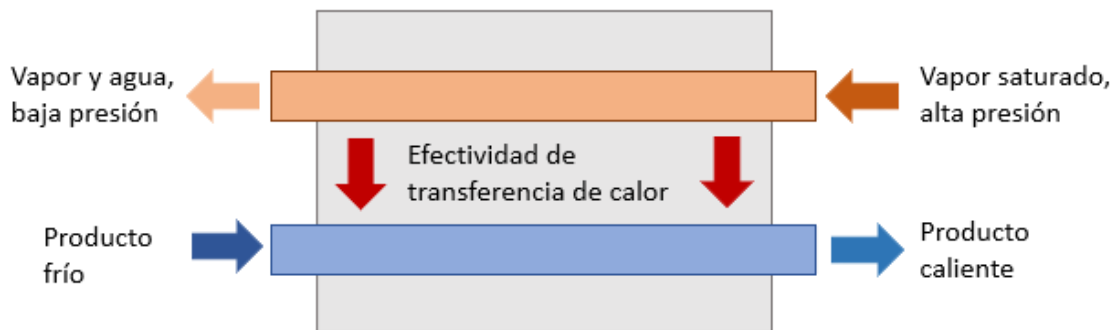 Vapor y agua,
baja presión
Vapor saturado,
alta presión
Efectividad de
transferencia de calor
Producto
frío
Producto
caliente